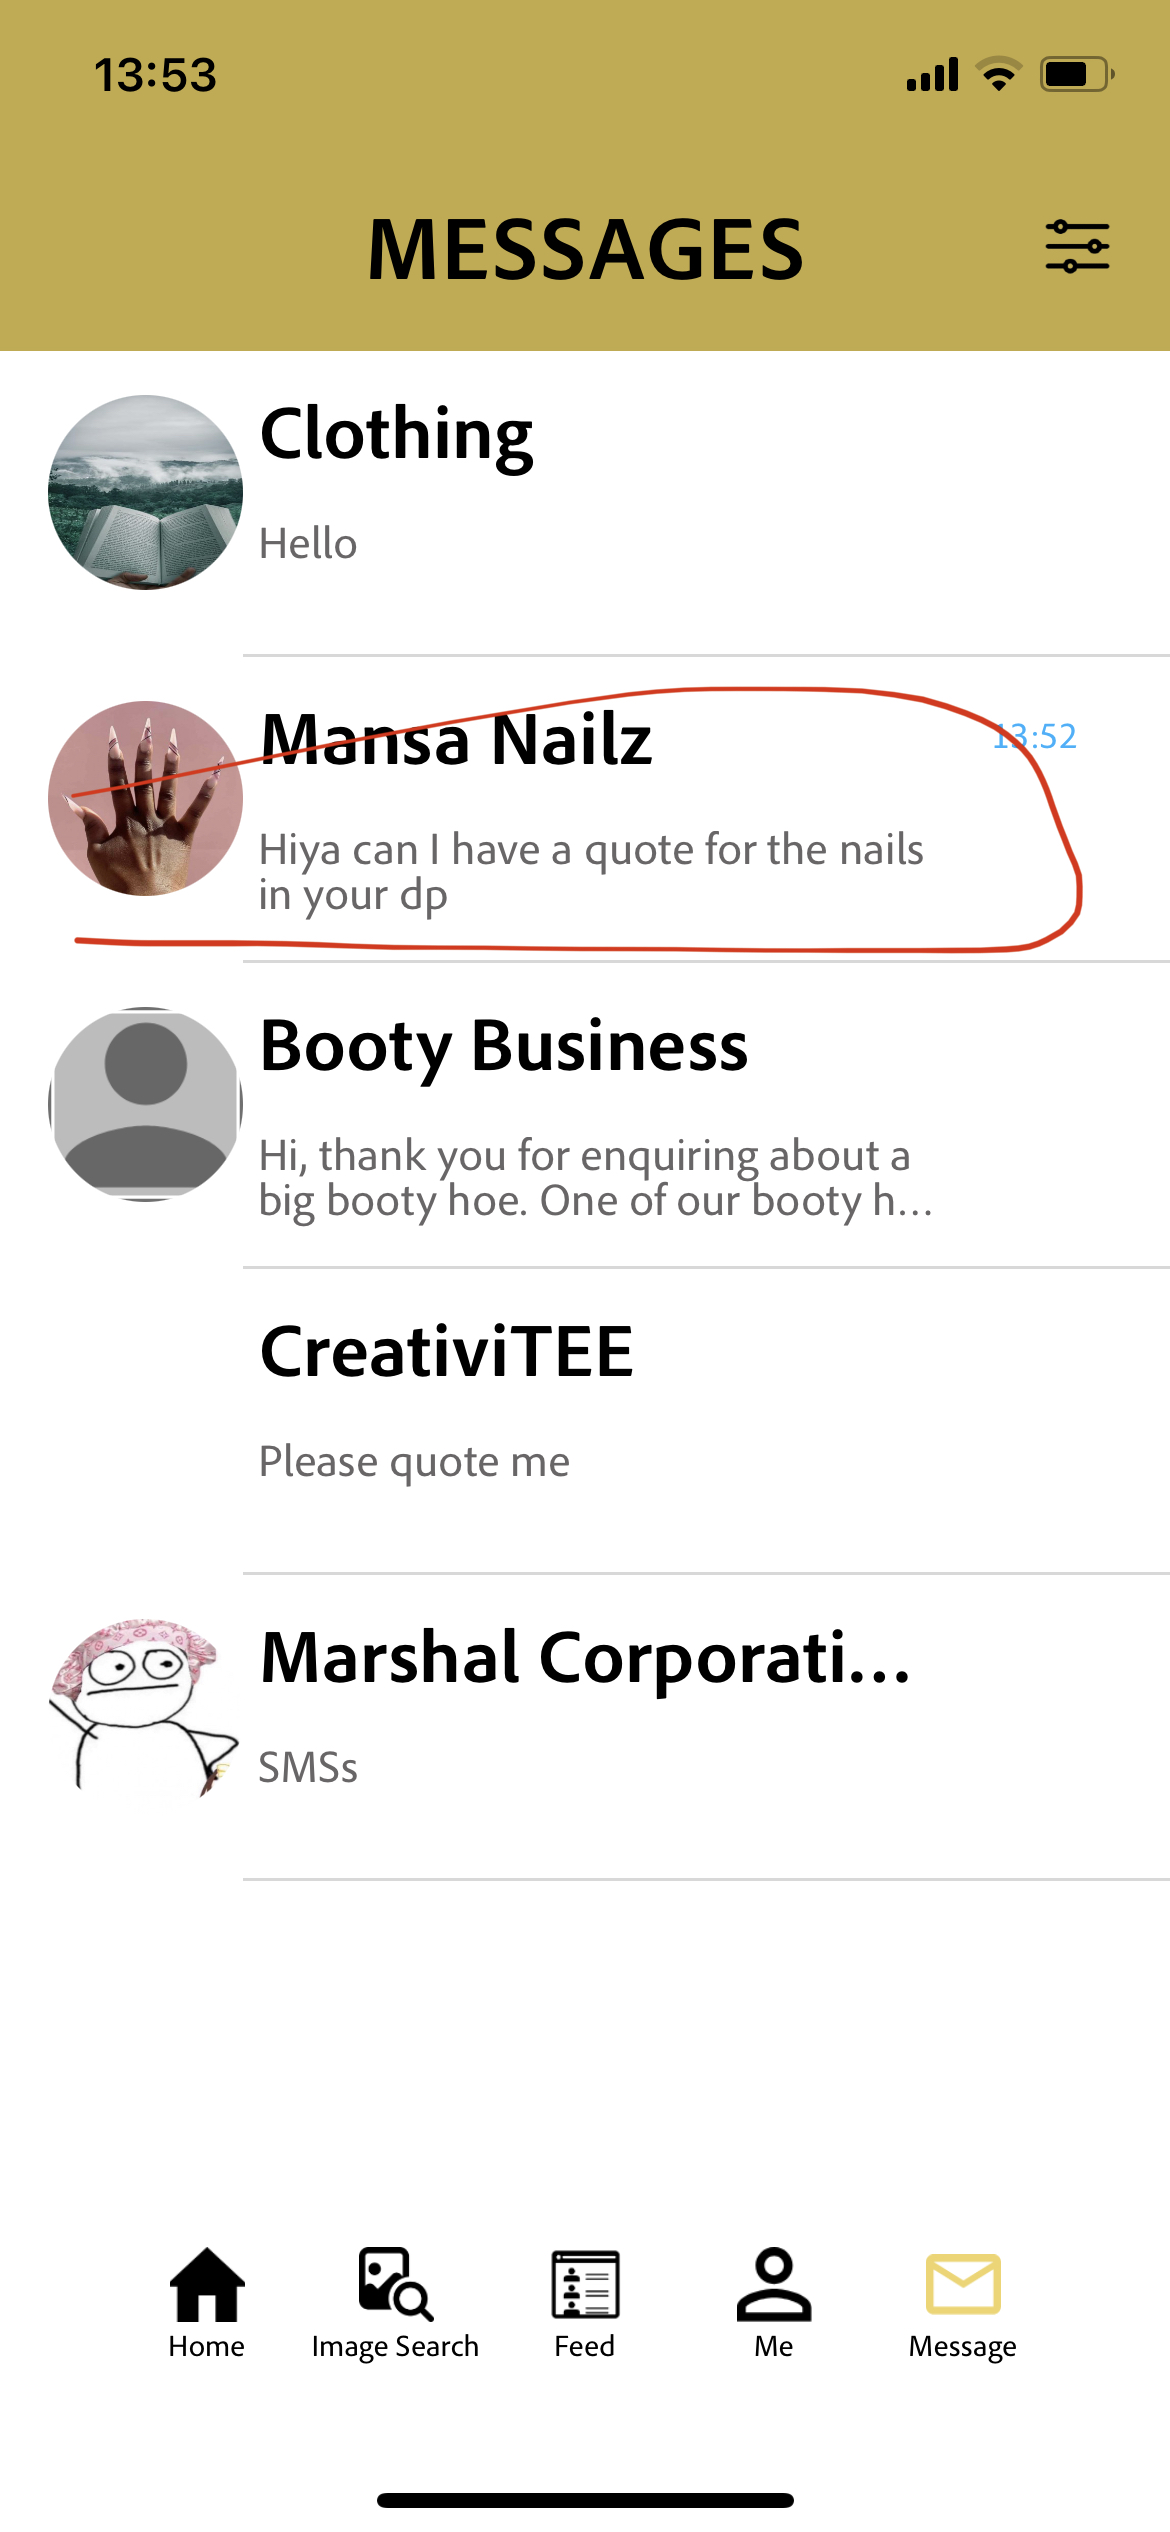 13:53
MESSAGES
Clothing
Hello
Mansa Nailz
13:52
Hiya can I have a quote for the nails
in your dp
Booty Business
Hi, thank you for enquiring about a
big booty hoe. One of our booty h...
CreativiTEE
Please quote me
Marshal Corporati...
SMSs
Home
Image Search
Feed
Me
Message